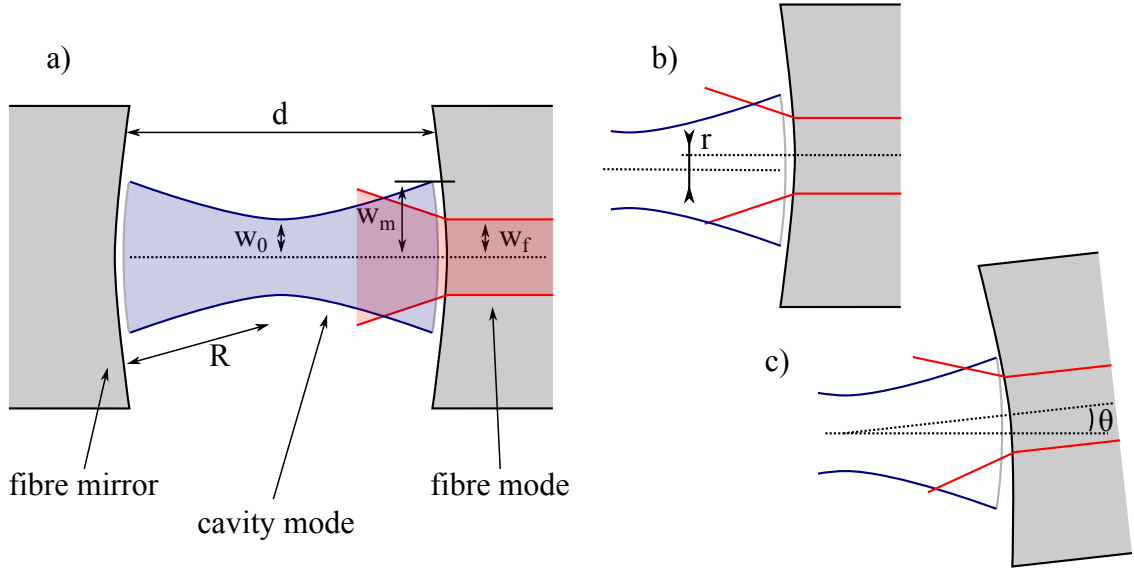 a)
d
w_m
w_0
w_f
R
fibre mirror
cavity mode
fibre mode
b)
r
c)
θ